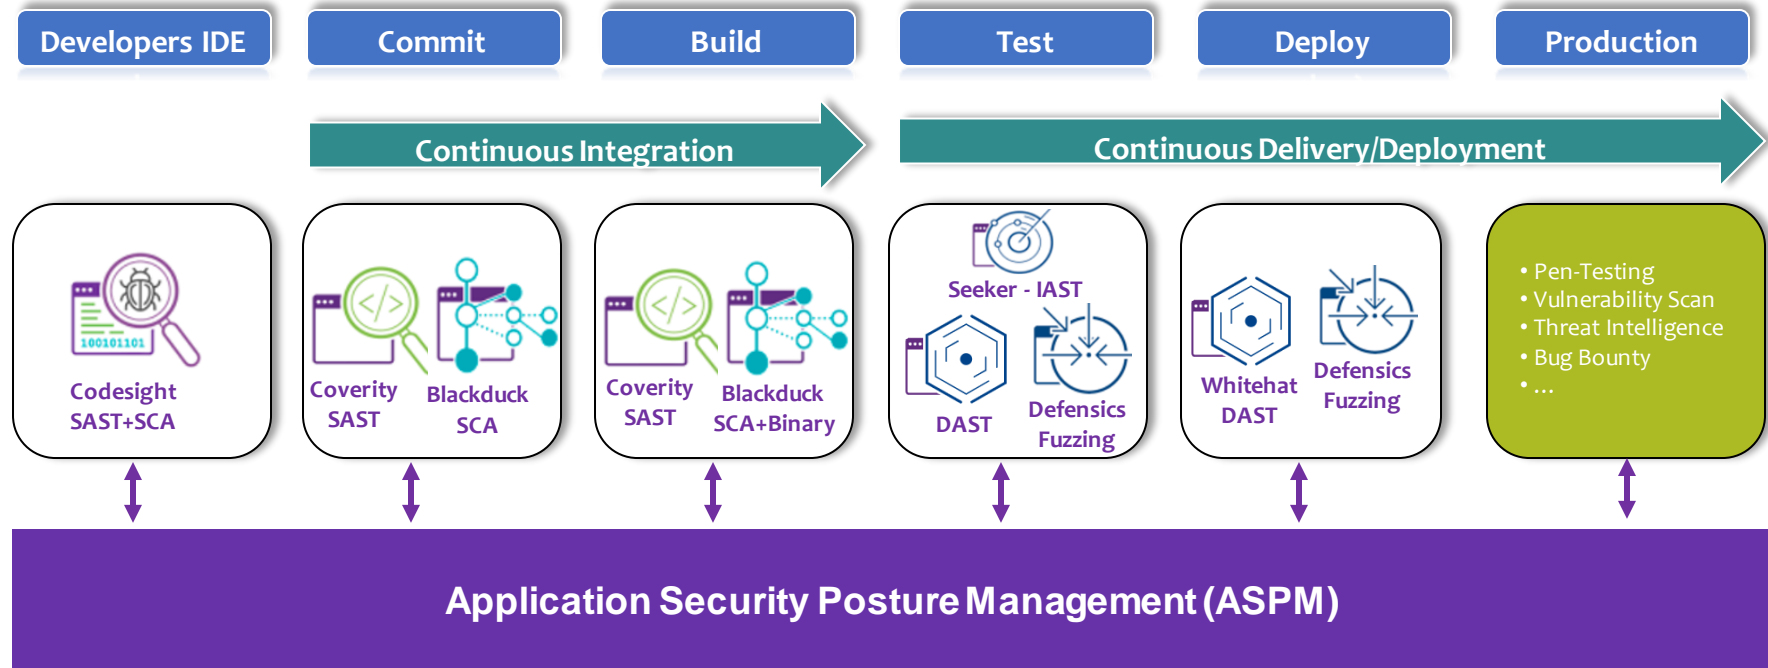 Developers IDE
Commit
Build
Test
Deploy
Production
Continuous Integration
Continuous Delivery/Deployment
100101101
Codesight
SAST+SCA
</>
Coverity
SAST
Blackduck
SCA
</>
Coverity
SAST
Blackduck
SCA+Binary
Seeker - IAST
DAST
Defensics
Fuzzing
Whitehat
DAST
Defensics
Fuzzing
• Pen-Testing
• Vulnerability Scan
• Threat Intelligence
• Bug Bounty
• ...
Application Security Posture Management (ASPM)